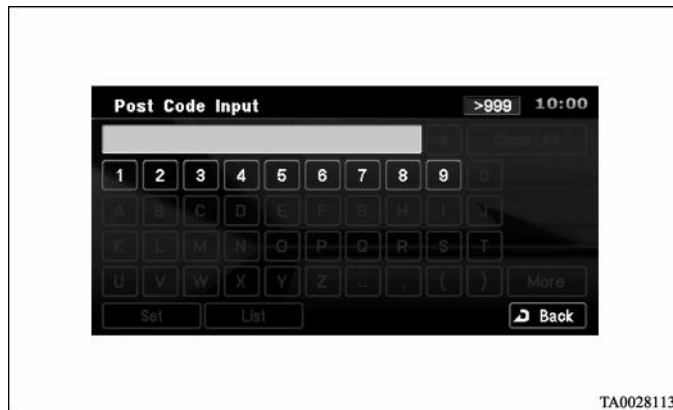 Post Code Input >999 10:00
Clear All
1 2 3 4 5 6 7 8 9 0
A B C D E F G H I J
K L M N O P Q R S T
U V W X Y Z , ( ) More
Set List Back
TA0028113